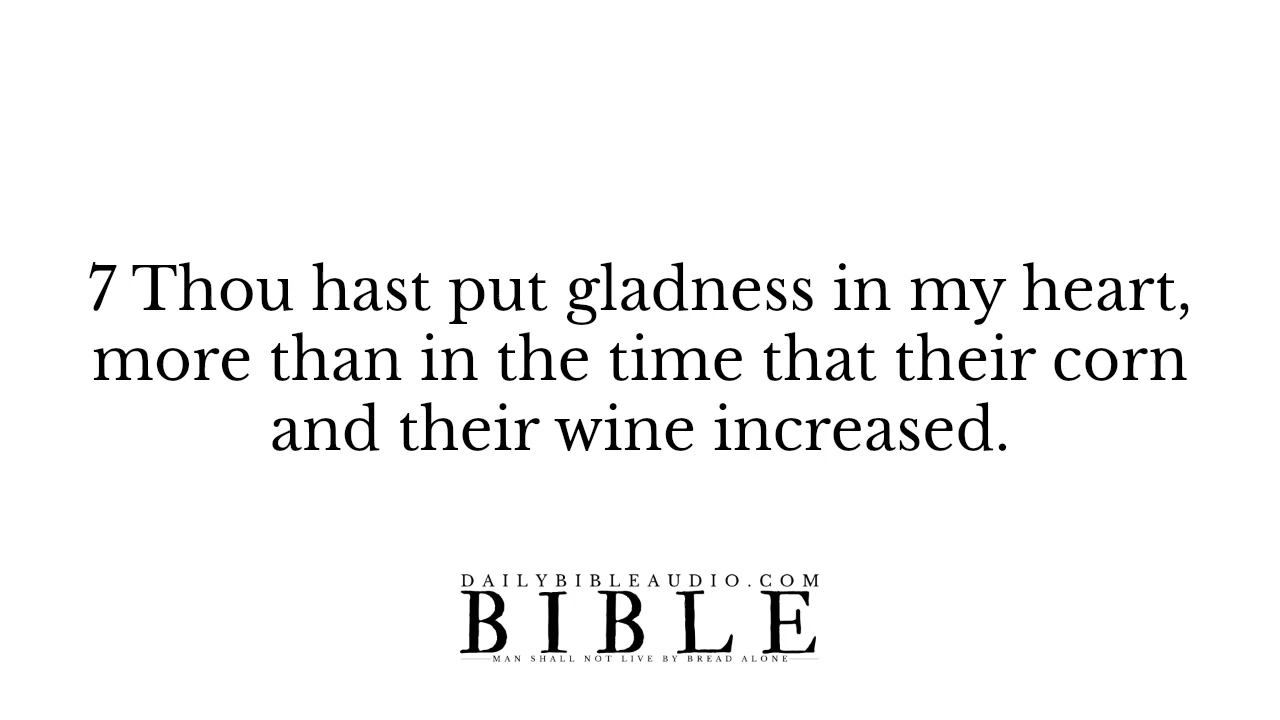 7 Thou hast put gladness in my heart,
more than in the time that their corn
and their wine increased.
DAILYBIBLEAUDIO.COM
BIBLE
MAN SHALL NOT LIVE BY BREAD ALONE